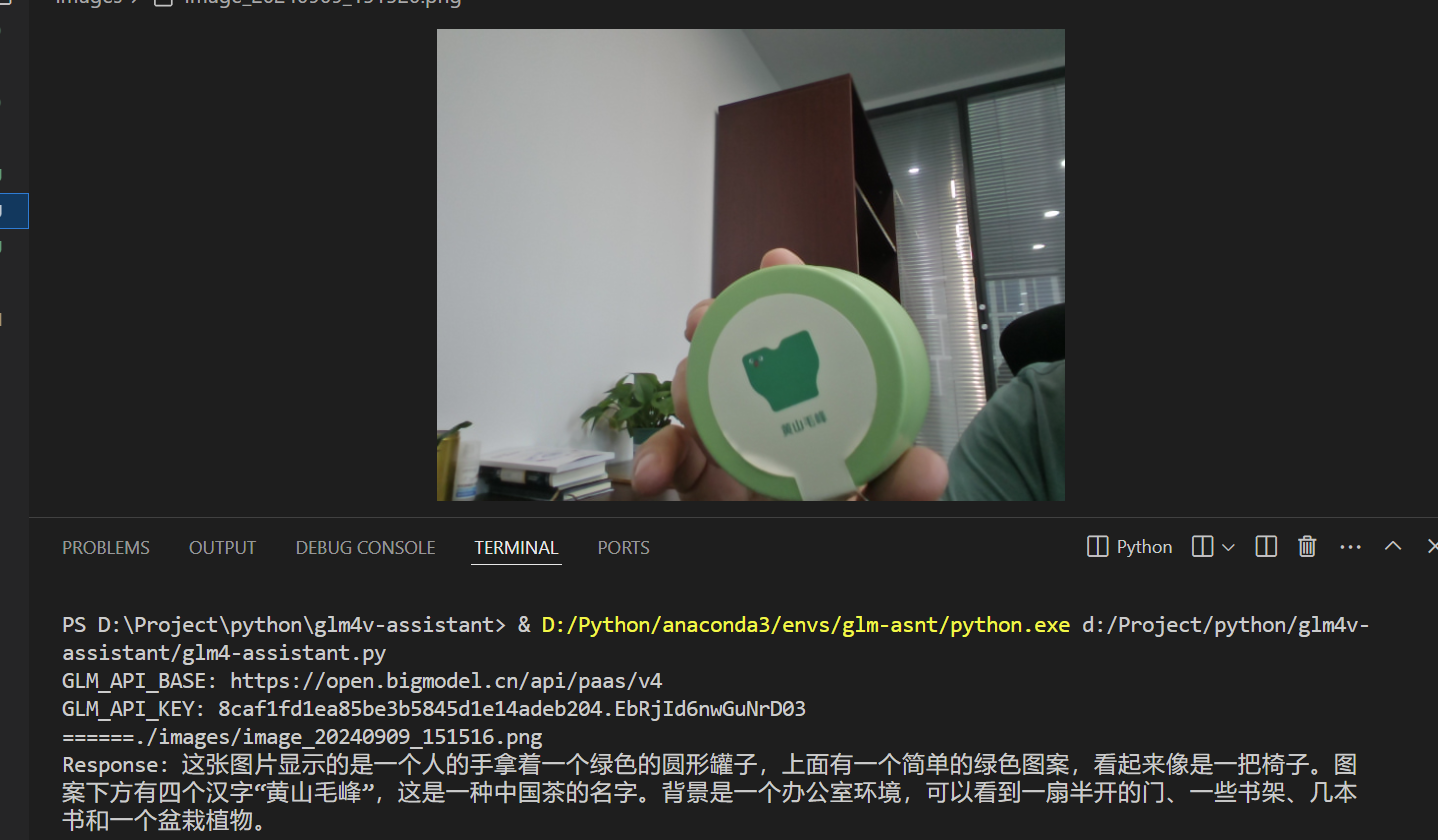 images
image_20240909_151520.png
黄山毛峰
PROBLEMS OUTPUT DEBUG CONSOLE TERMINAL PORTS
Python
PS D:\Project\python\glm4v-assistant> & D:/Python/anaconda3/envs/glm-asnt/python.exe d:/Project/python/glm4v-
assistant/glm4-assistant.py
GLM_API_BASE: https://open.bigmodel.cn/api/paas/v4
GLM_API_KEY: 8caf1fd1ea85be3b5845d1e14adeb204.EbRjId6nwGuNrD03
======./images/image_20240909_151516.png
Response: 这张图片显示的是一个人的手拿着一个绿色的圆形罐子，上面有一个简单的绿色图案，看起来像是一把椅子。图
案下方有四个汉字“黄山毛峰”，这是一种中国茶的名字。背景是一个办公室环境，可以看到一扇半开的门、一些书架、几本
书和一个盆栽植物。